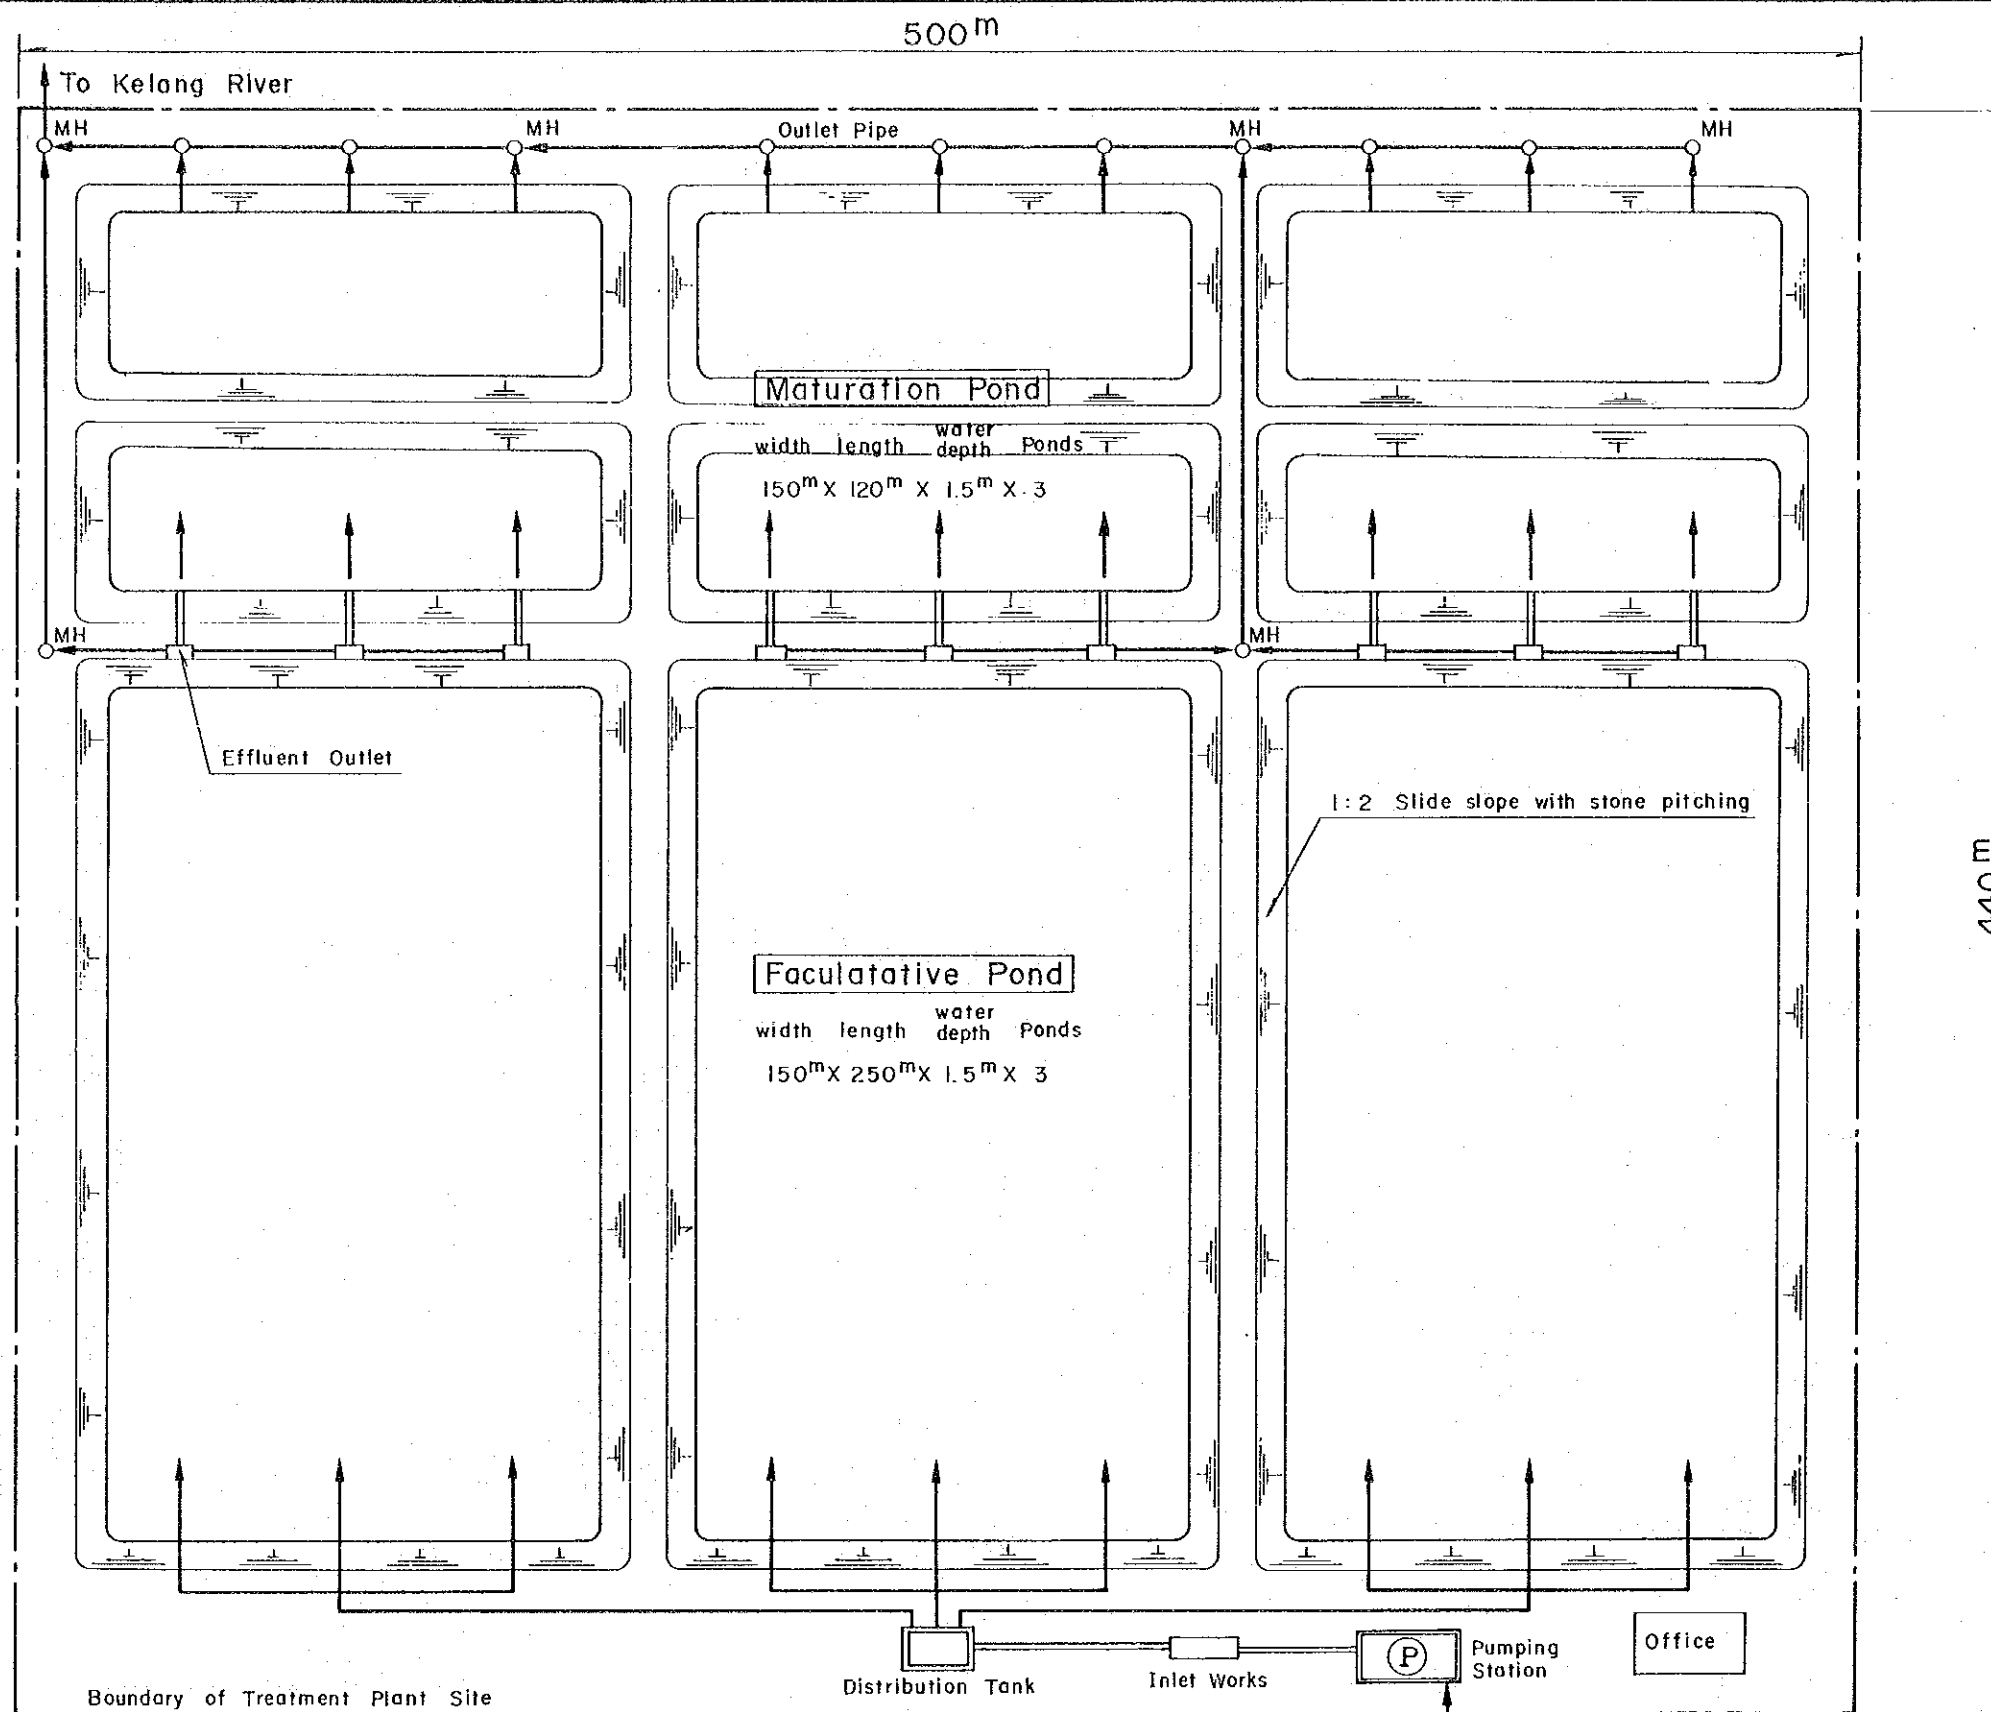 500m
To Kelang River
MH
MH
Outlet Pipe
MH
MH
Maturation Pond
width length water depth Ponds
150m X 120m X 1.5m X 3
MH
MH
Effluent Outlet
1:2 Slide slope with stone pitching
440m
Faculatative Pond
width length water depth Ponds
150m X 250m X 1.5m X 3
Office
P
Pumping
Station
Distribution Tank
Inlet Works
Boundary of Treatment Plant Site